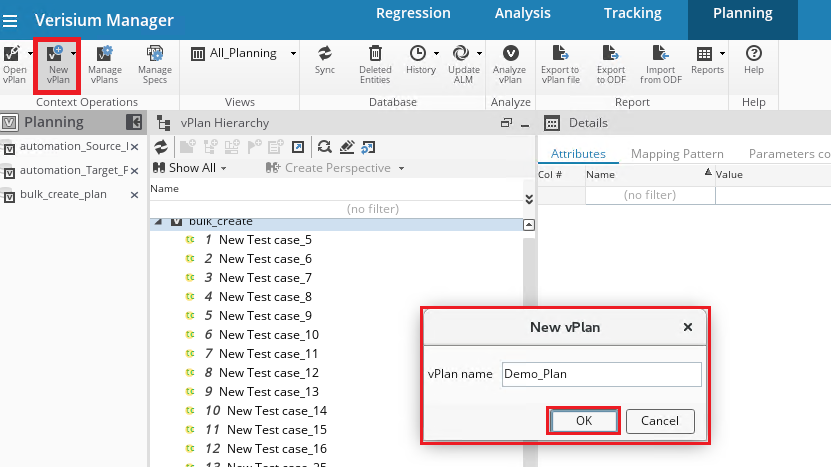 Verisium Manager
Regression
Analysis
Tracking
Planning
Open vPlan
New vPlan
Manage vPlans
Manage Specs
Context Operations
All_Planning
Views
Sync
Deleted Entities
History
Update ALM
Database
Analyze vPlan
Analyze
Export to vPlan file
Export to ODF
Import from ODF
Reports
Report
Help
Help
Planning
automation_Source_
automation_Target_F
bulk_create_plan
vPlan Hierarchy
Show All
Create Perspective
Name
(no filter)
bulk_create
1 New Test case_5
2 New Test case_6
3 New Test case_7
4 New Test case_8
5 New Test case_9
6 New Test case_10
7 New Test case_11
8 New Test case_12
9 New Test case_13
10 New Test case_14
11 New Test case_15
12 New Test case_16
13 New Test case_25
Details
Attributes
Mapping Pattern
Parameters co
Col #
Name
Value
(no filter)
New vPlan
vPlan name
Demo_Plan
OK
Cancel